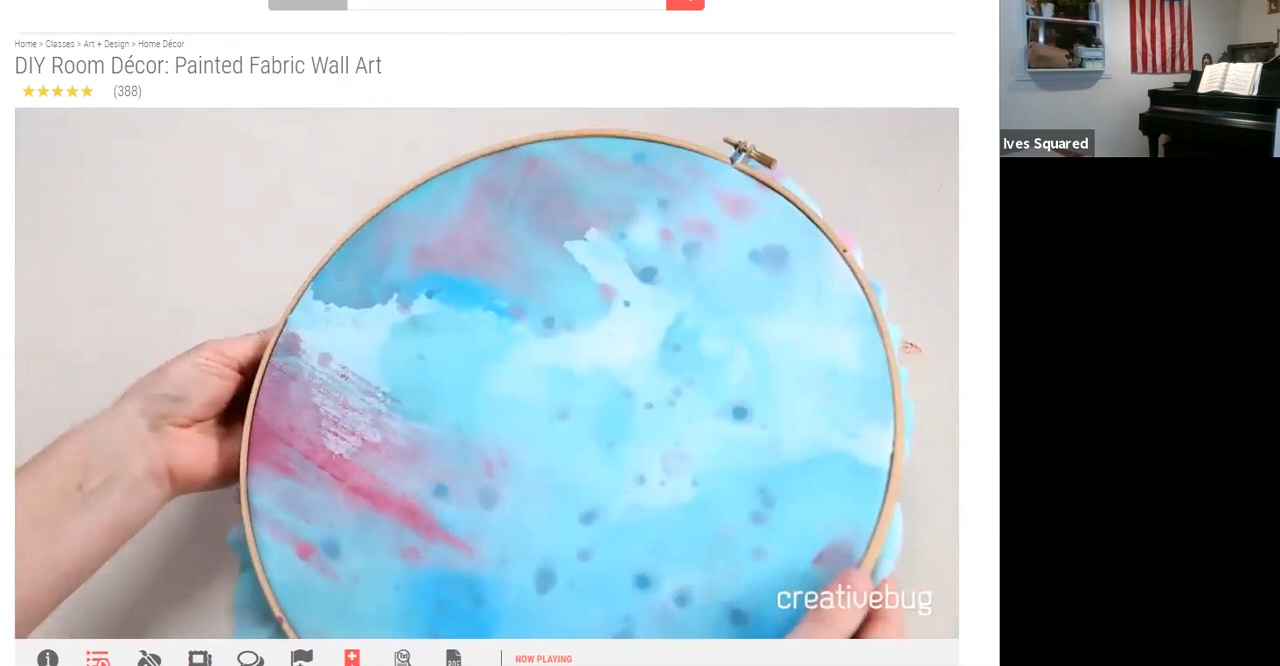 Home > Classes > Art + Design > Home Décor
DIY Room Décor: Painted Fabric Wall Art
(388)
Ives Squared
creativebug
NOW PLAYING